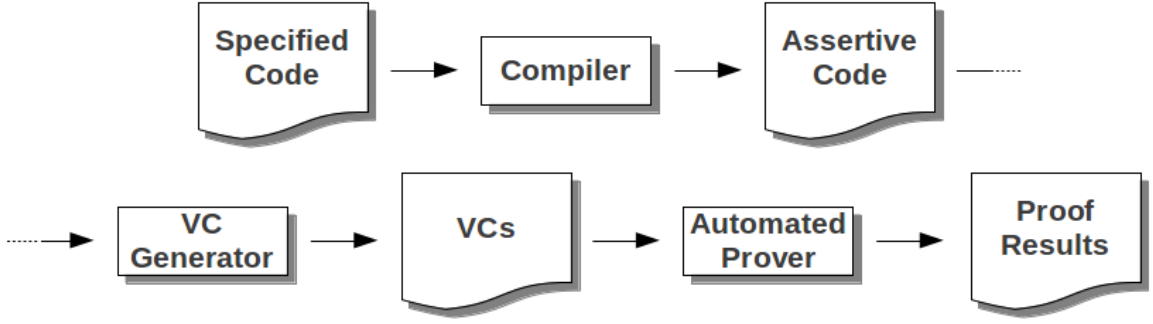 Specified
Code
Compiler
Assertive
Code
VC
Generator
VCs
Automated
Prover
Proof
Results